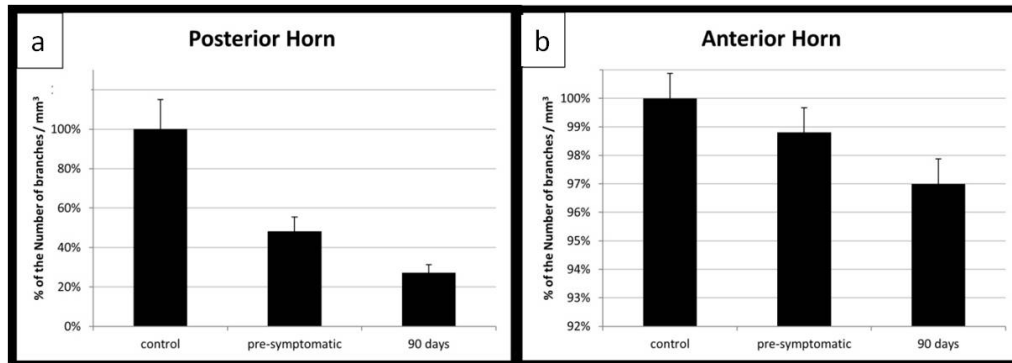 a
Posterior Horn
% of the Number of branches / mm³
100%
80%
60%
40%
20%
0%
control pre-symptomatic 90 days
b
Anterior Horn
% of the Number of branches / mm³
100%
99%
98%
97%
96%
95%
94%
93%
92%
control pre-symptomatic 90 days